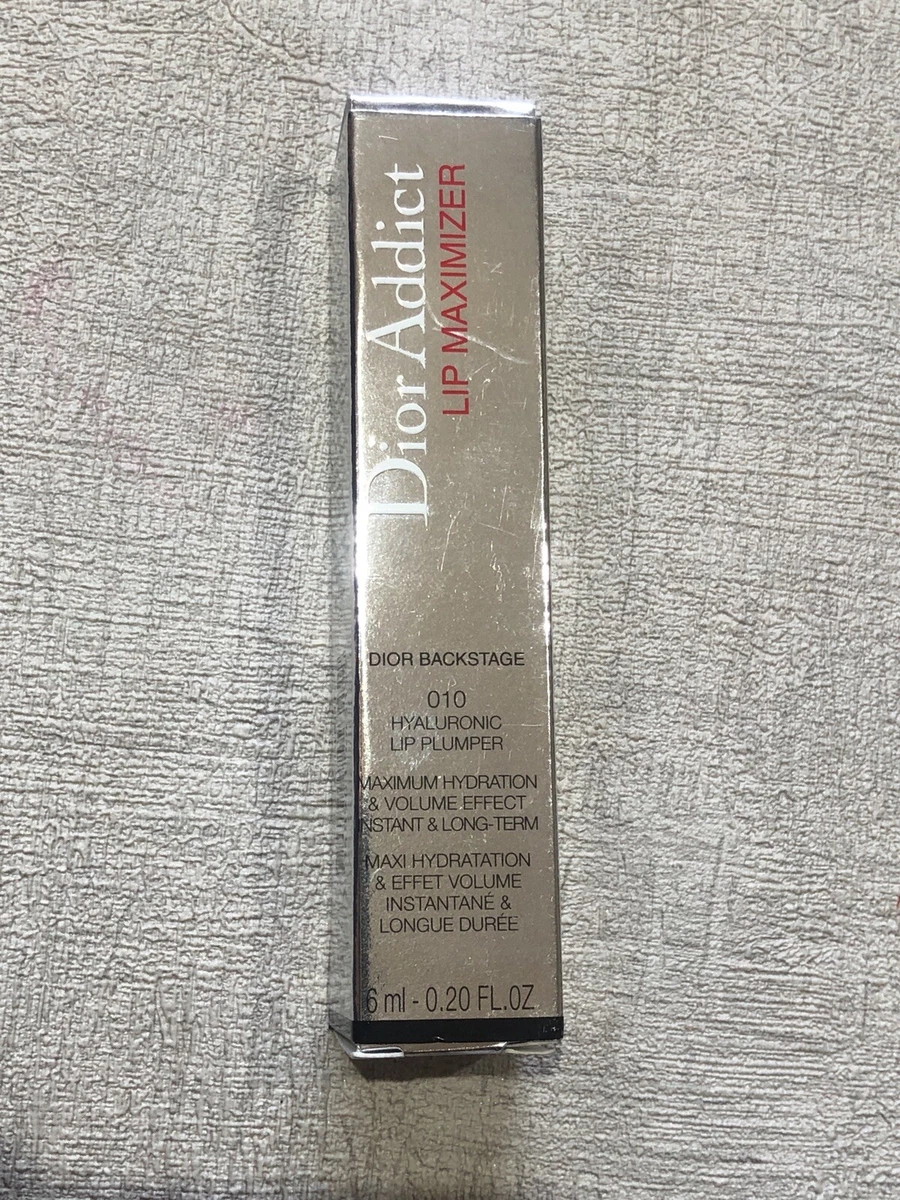 Dior Addict
LIP MAXIMIZER
DIOR BACKSTAGE
010
HYALURONIC
LIP PLUMPER
MAXIMUM HYDRATION
& VOLUME EFFECT
INSTANT & LONG-TERM
MAXI HYDRATATION
& EFFET VOLUME
INSTANTANÉ &
LONGUE DURÉE
6 ml - 0.20 FL.OZ